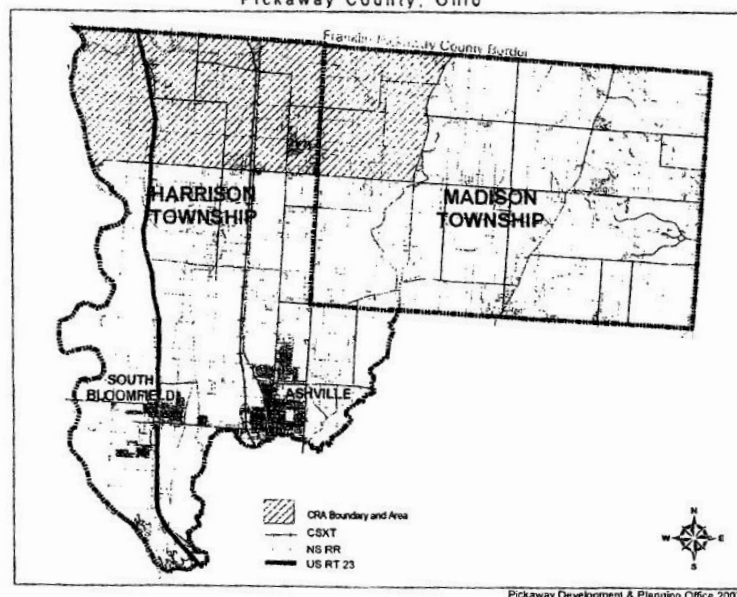 Pickaway County, Ohio
Franklin Pickaway County Border
HARRISON
TOWNSHIP
MADISON
TOWNSHIP
SOUTH
BLOOMFIELD
ASHVILLE
CRA Boundary and Area
CSXT
NS RR
US RT 23
N
W
E
S
Pickaway Development & Planning Office